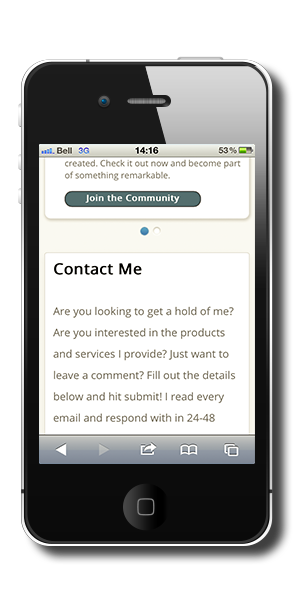 Bell 3G 14:16 53%
created. Check it out now and become part
of something remarkable.
Join the Community
Contact Me
Are you looking to get a hold of me?
Are you interested in the products
and services I provide? Just want to
leave a comment? Fill out the details
below and hit submit! I read every
email and respond with in 24-48